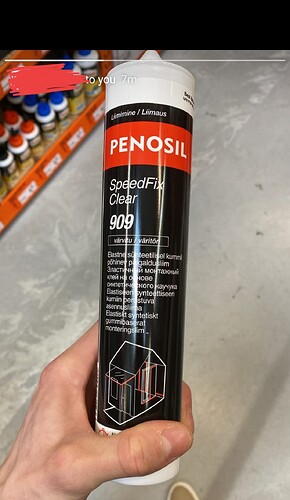 to you 7m
Liimimine / Liimaus
PENOSIL
SpeedFix
Clear
909
värvitu / väritön
Elastne sünteetilisel kummil
põhinev paigaldusliim
Эластичный монтажный
клей на основе
синтетического каучука
Elastiseen synteettiseen
kumiin perustuva
asennusliima
Elastiskt syntetiskt
gummibaserat
monteringslim